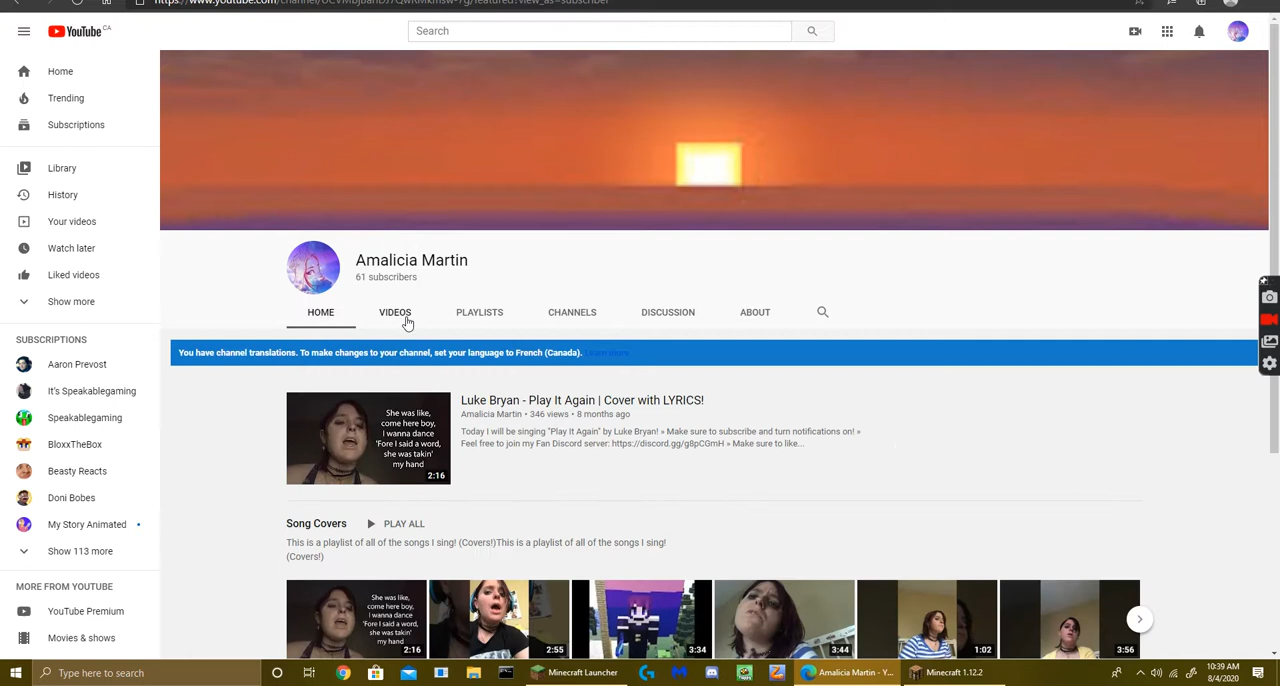 YouTube CA
Search
Home
Trending
Subscriptions
Library
History
Your videos
Watch later
Liked videos
Show more
SUBSCRIPTIONS
Aaron Prevost
It's Speakablegaming
Speakablegaming
BloxxTheBox
Beasty Reacts
Doni Bobes
My Story Animated
Show 113 more
MORE FROM YOUTUBE
YouTube Premium
Movies & shows
Amalicia Martin
61 subscribers
HOME VIDEOS PLAYLISTS CHANNELS DISCUSSION ABOUT
You have channel translations. To make changes to your channel, set your language to French (Canada). Learn more
She was like,
come here boy,
I wanna dance
'Fore I said a word,
she was takin'
my hand
2:16
Luke Bryan - Play It Again | Cover with LYRICS!
Amalicia Martin • 346 views • 8 months ago
Today I will be singing "Play It Again" by Luke Bryan! » Make sure to subscribe and turn notifications on! »
Feel free to join my Fan Discord server: https://discord.gg/g8pCGmH » Make sure to like...
Song Covers PLAY ALL
This is a playlist of all of the songs I sing! (Covers!)This is a playlist of all of the songs I sing!
(Covers!)
She was like,
come here boy,
I wanna dance
'Fore I said a word,
she was takin'
my hand
2:16 2:55 3:34 3:44 1:02 3:56
Type here to search
Minecraft Launcher
Amalicia Martin - Y...
Minecraft 1.12.2
10:39 AM
8/4/2020